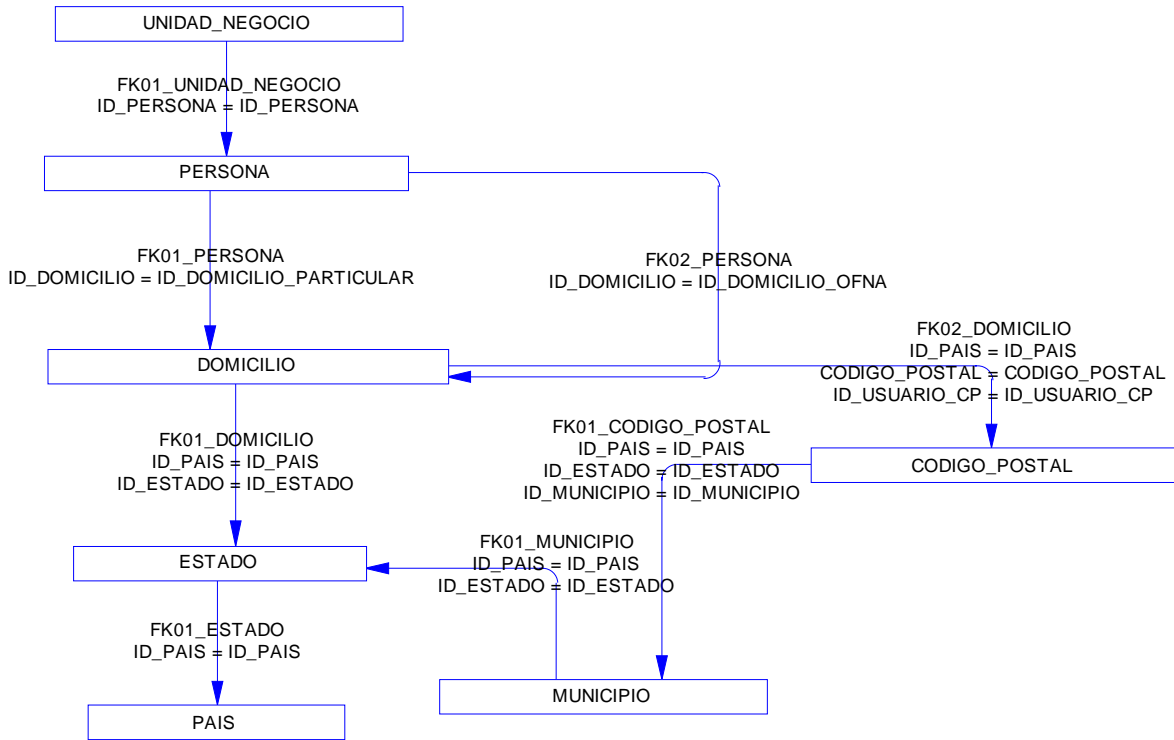 UNIDAD_NEGOCIO
FK01_UNIDAD_NEGOCIO
ID_PERSONA = ID_PERSONA
PERSONA
FK01_PERSONA
ID_DOMICILIO = ID_DOMICILIO_PARTICULAR
FK02_PERSONA
ID_DOMICILIO = ID_DOMICILIO_OFNA
DOMICILIO
FK02_DOMICILIO
ID_PAIS = ID_PAIS
CODIGO_POSTAL = CODIGO_POSTAL
ID_USUARIO_CP = ID_USUARIO_CP
FK01_DOMICILIO
ID_PAIS = ID_PAIS
ID_ESTADO = ID_ESTADO
FK01_CODIGO_POSTAL
ID_PAIS = ID_PAIS
ID_ESTADO = ID_ESTADO
ID_MUNICIPIO = ID_MUNICIPIO
CODIGO_POSTAL
ESTADO
FK01_MUNICIPIO
ID_PAIS = ID_PAIS
ID_ESTADO = ID_ESTADO
FK01_ESTADO
ID_PAIS = ID_PAIS
MUNICIPIO
PAIS